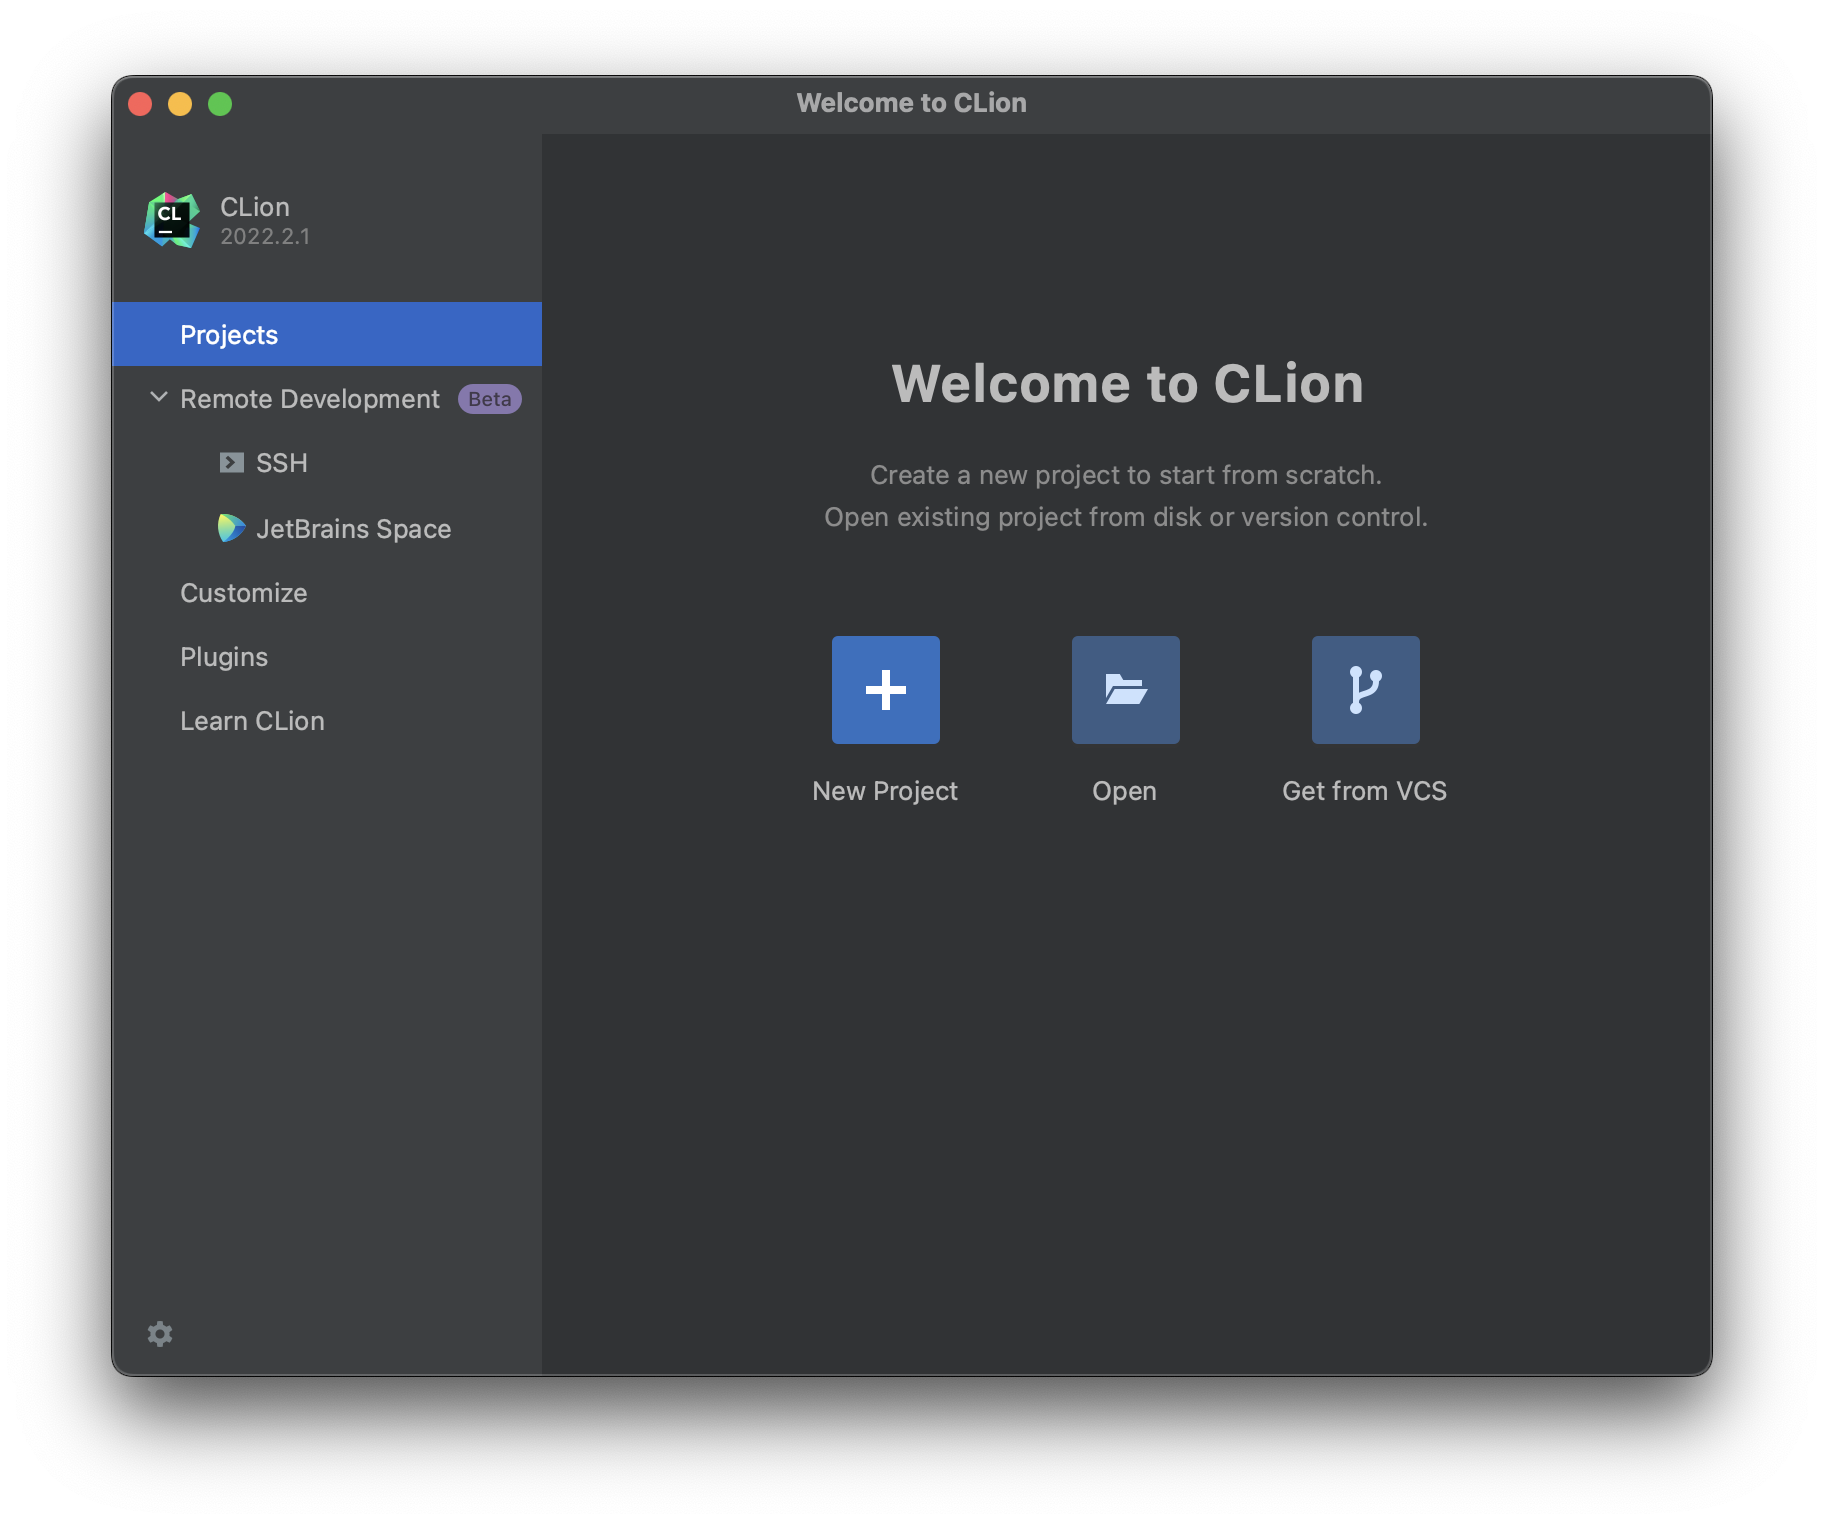 Welcome to CLion
CL
CLion
2022.2.1
Projects
Remote Development Beta
SSH
JetBrains Space
Customize
Plugins
Learn CLion
Welcome to CLion
Create a new project to start from scratch.
Open existing project from disk or version control.
New Project
Open
Get from VCS